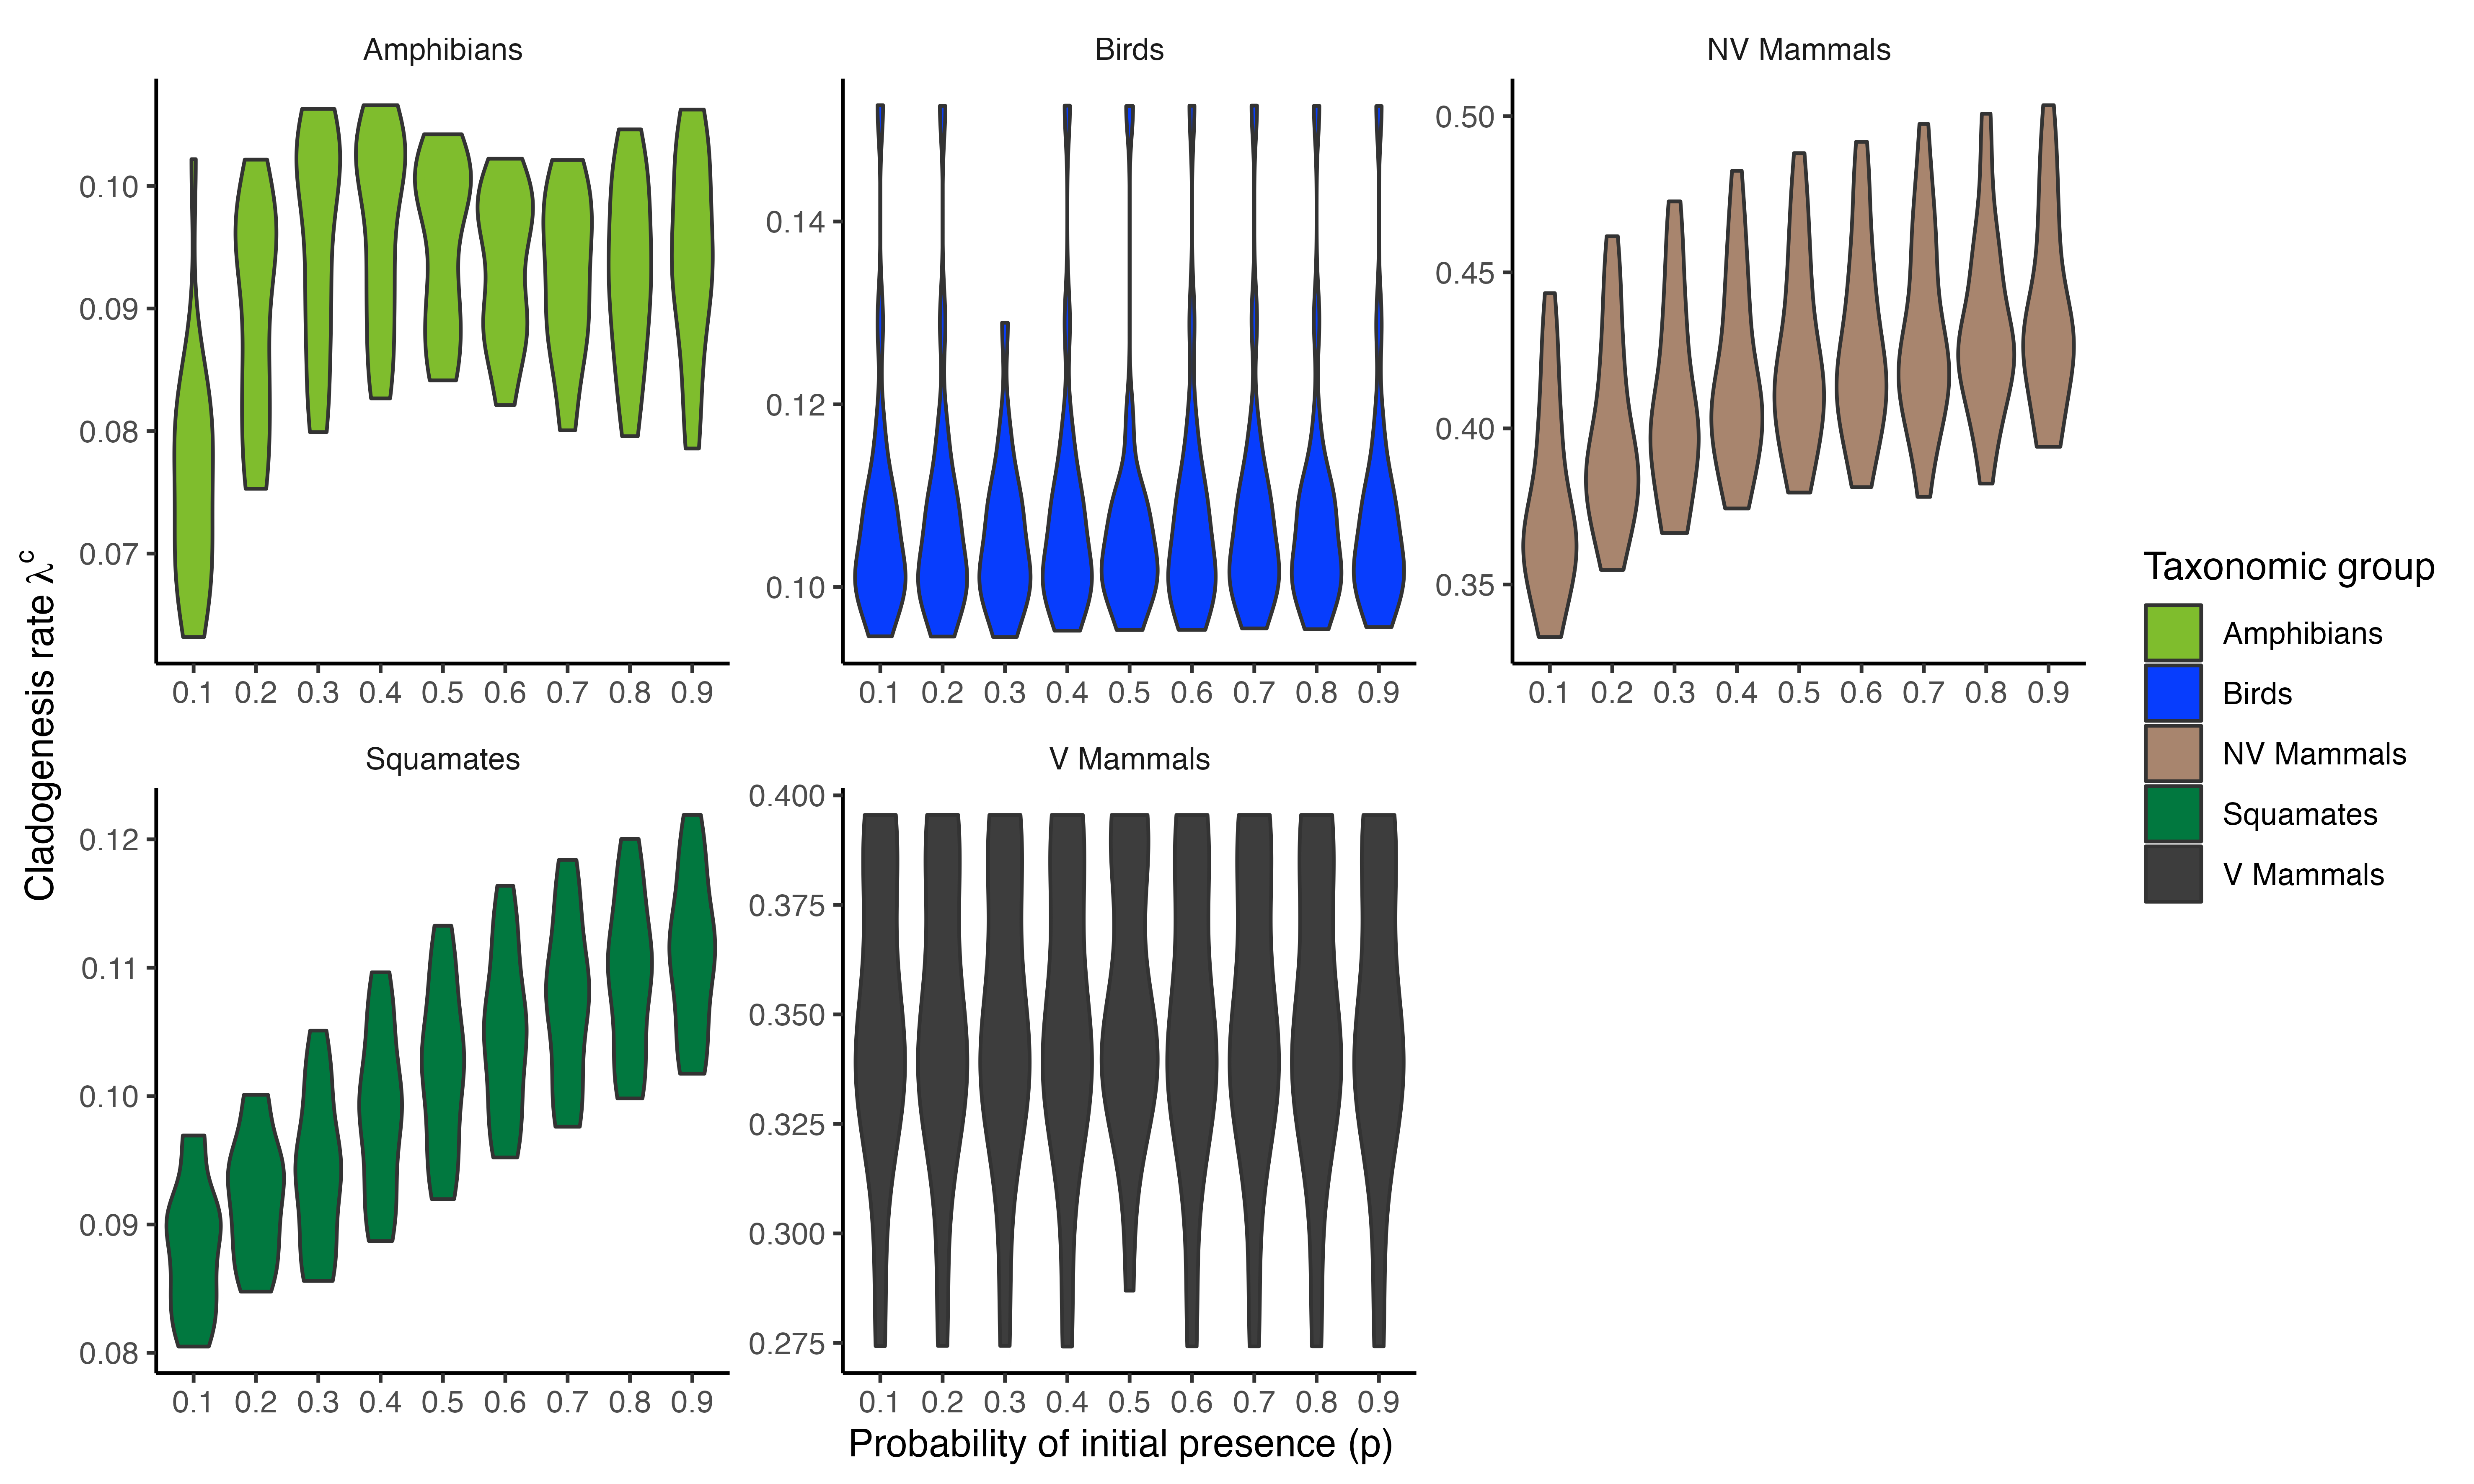 Amphibians
Birds
NV Mammals
0.10
0.09
0.08
0.07
0.14
0.12
0.10
0.50
0.45
0.40
0.35
0.1 0.2 0.3 0.4 0.5 0.6 0.7 0.8 0.9
0.1 0.2 0.3 0.4 0.5 0.6 0.7 0.8 0.9
0.1 0.2 0.3 0.4 0.5 0.6 0.7 0.8 0.9
Cladogenesis rate λᶜ
Squamates
V Mammals
0.12
0.11
0.10
0.09
0.08
0.400
0.375
0.350
0.325
0.300
0.275
0.1 0.2 0.3 0.4 0.5 0.6 0.7 0.8 0.9
0.1 0.2 0.3 0.4 0.5 0.6 0.7 0.8 0.9
Probability of initial presence (p)
Taxonomic group
Amphibians
Birds
NV Mammals
Squamates
V Mammals